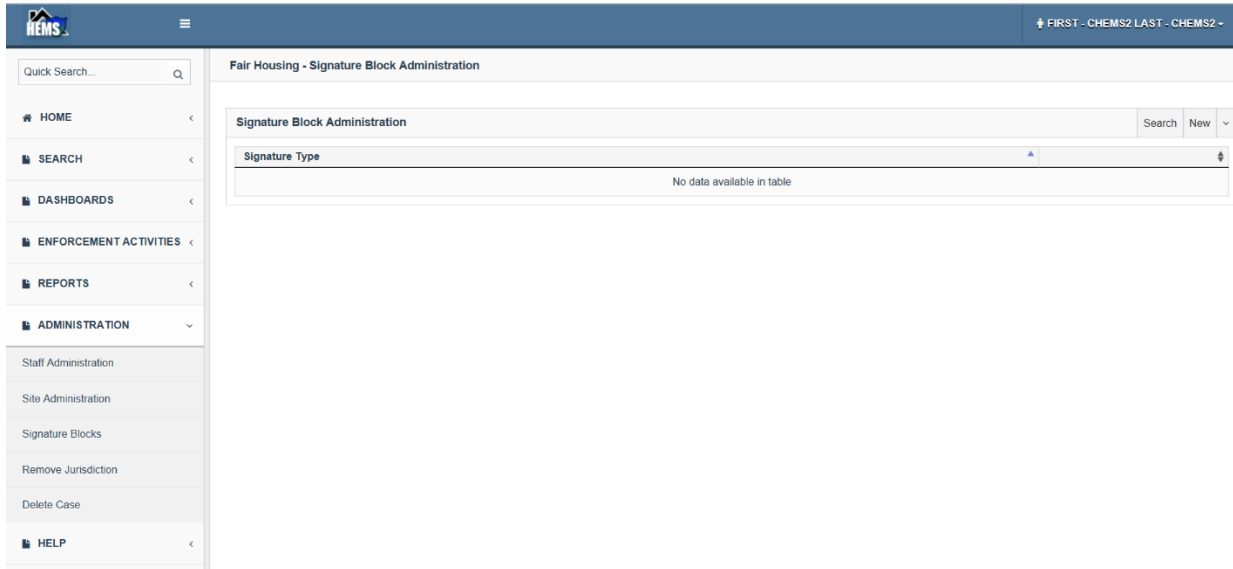 HEMS
FIRST - CHEMS2 LAST - CHEMS2
Quick Search...
Fair Housing - Signature Block Administration
HOME
SEARCH
DASHBOARDS
ENFORCEMENT ACTIVITIES
REPORTS
ADMINISTRATION
Staff Administration
Site Administration
Signature Blocks
Remove Jurisdiction
Delete Case
HELP
Signature Block Administration
Search New
Signature Type
No data available in table